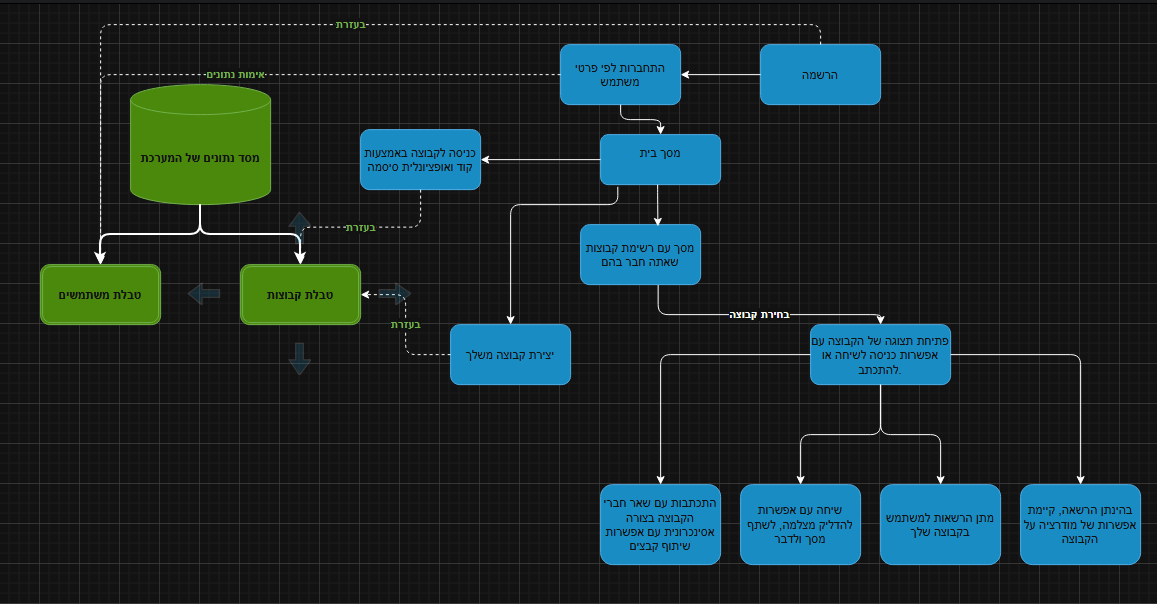 בעזרת
התחברות לפי פרטי
משתמש
הרשמה
אימות נתונים
מסד נתונים של המערכת
כניסה לקבוצה באמצעות
קוד ואופציונלית סיסמה
מסך בית
בעזרת
מסך עם רשימת קבוצות
שאתה חבר בהם
טבלת משתמשים
טבלת קבוצות
בעזרת
בחירת קבוצה
יצירת קבוצה משלך
פתיחת תצוגה של הקבוצה עם
אפשרות כניסה לשיחה או
להתכתב.
התכתבות עם שאר חברי
הקבוצה בצורה
אסינכרונית עם אפשרות
שיתוף קבצים
שיחה עם אפשרות
להדליק מצלמה, לשתף
מסך ולדבר
מתן הרשאות למשתמש
בקבוצה שלך
בהינתן הרשאה, קיימת
אפשרות של מודרציה על
הקבוצה